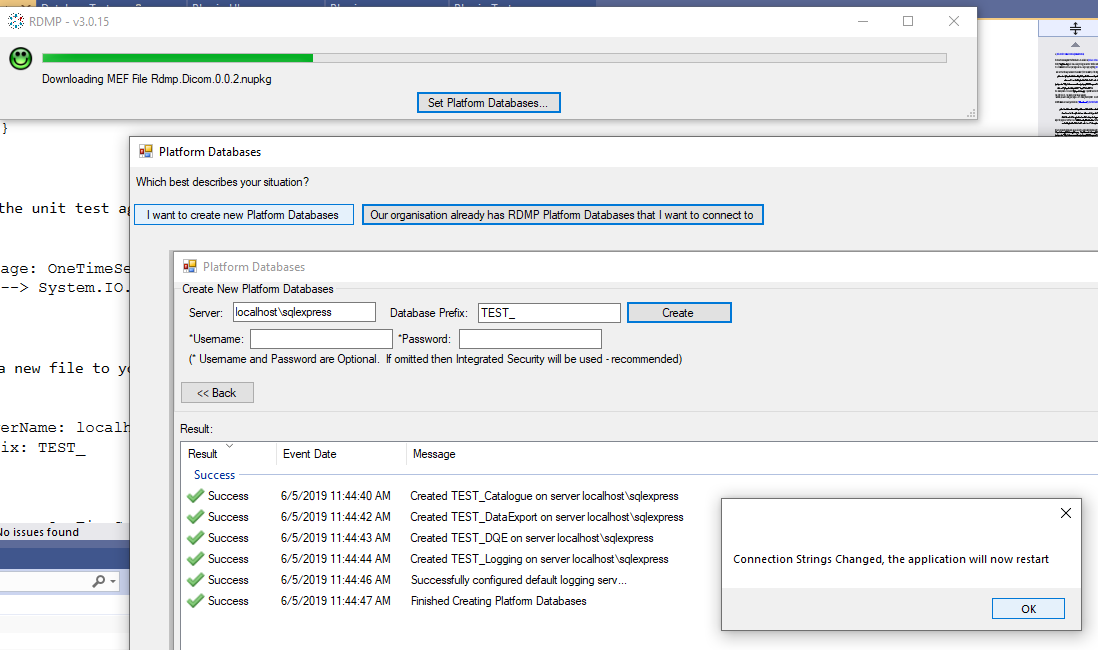 RDMP - v3.0.15
Downloading MEF File Rdmp.Dicom.0.0.2.nupkg
Set Platform Databases...
}
Platform Databases
Which best describes your situation?
the unit test ag
I want to create new Platform Databases
Our organisation already has RDMP Platform Databases that I want to connect to
age: OneTimeSe
--> System.IO.
Platform Databases
Create New Platform Databases
Server: localhost\sqlexpress Database Prefix: TEST_ Create
*Username: *Password:
(* Username and Password are Optional. If omitted then Integrated Security will be used - recommended)
a new file to yo
<< Back
erName: localh
ix: TEST_
Result:
Result Event Date Message
Success
Success 6/5/2019 11:44:40 AM Created TEST_Catalogue on server localhost\sqlexpress
Success 6/5/2019 11:44:42 AM Created TEST_DataExport on server localhost\sqlexpress
Success 6/5/2019 11:44:43 AM Created TEST_DQE on server localhost\sqlexpress
Success 6/5/2019 11:44:44 AM Created TEST_Logging on server localhost\sqlexpress
Success 6/5/2019 11:44:46 AM Successfully configured default logging serv...
Success 6/5/2019 11:44:47 AM Finished Creating Platform Databases
No issues found
Connection Strings Changed, the application will now restart
OK